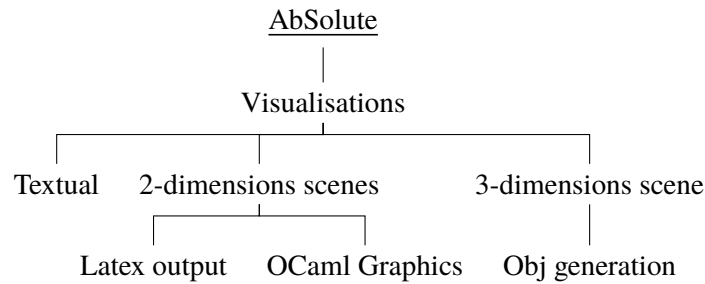 AbSolute
Visualisations
Textual 2-dimensions scenes 3-dimensions scene
Latex output OCaml Graphics Obj generation